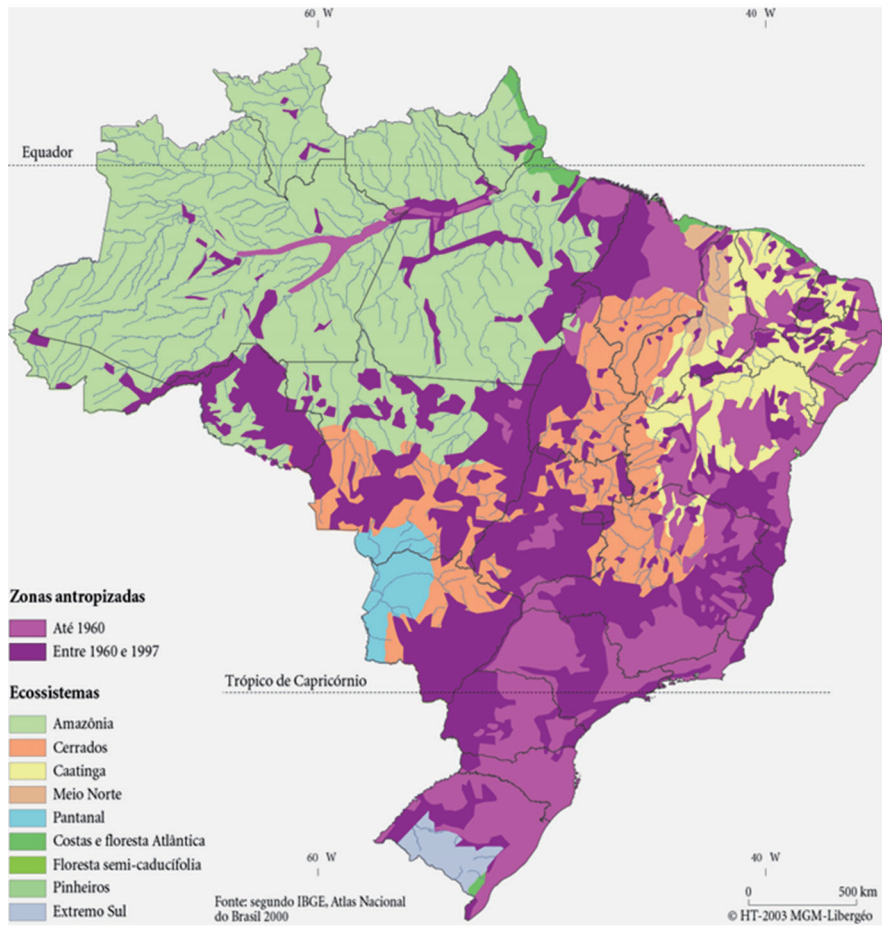 60 W
40 W
Equador
Zonas antropizadas
Até 1960
Entre 1960 e 1997
Trópico de Capricórnio
Ecossistemas
Amazônia
Cerrados
Caatinga
Meio Norte
Pantanal
Costas e floresta Atlântica
Floresta semi-caducífolia
Pinheiros
Extremo Sul
60 W
40 W
Fonte: segundo IBGE, Atlas Nacional
do Brasil 2000
0 500 km
© HT-2003 MGM-Libergéo